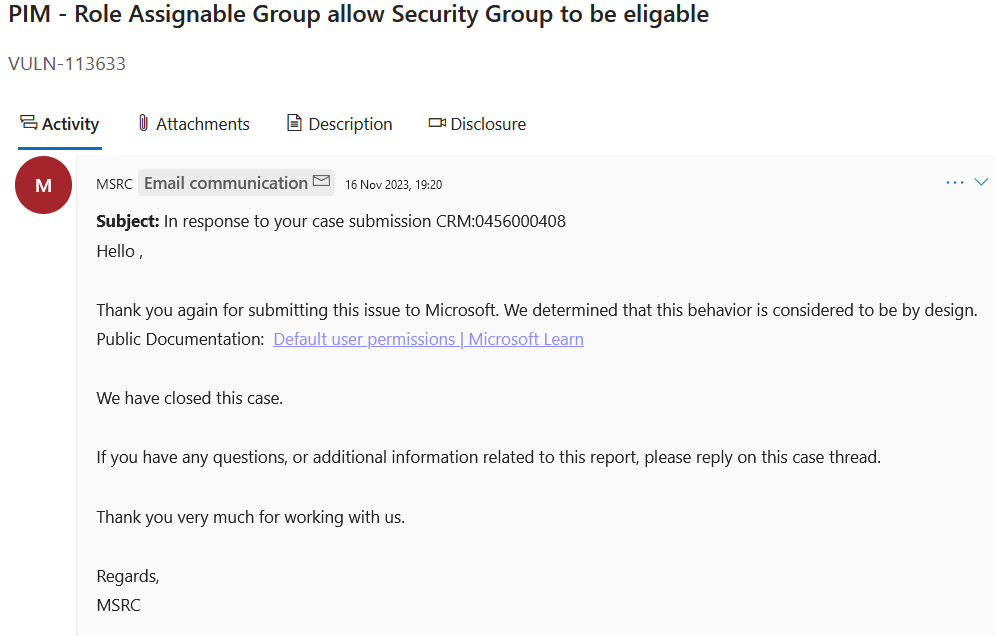 PIM - Role Assignable Group allow Security Group to be eligable
VULN-113633
Activity Attachments Description Disclosure
M
MSRC Email communication 16 Nov 2023, 19:20
Subject: In response to your case submission CRM:0456000408
Hello ,
Thank you again for submitting this issue to Microsoft. We determined that this behavior is considered to be by design.
Public Documentation: Default user permissions | Microsoft Learn
We have closed this case.
If you have any questions, or additional information related to this report, please reply on this case thread.
Thank you very much for working with us.
Regards,
MSRC